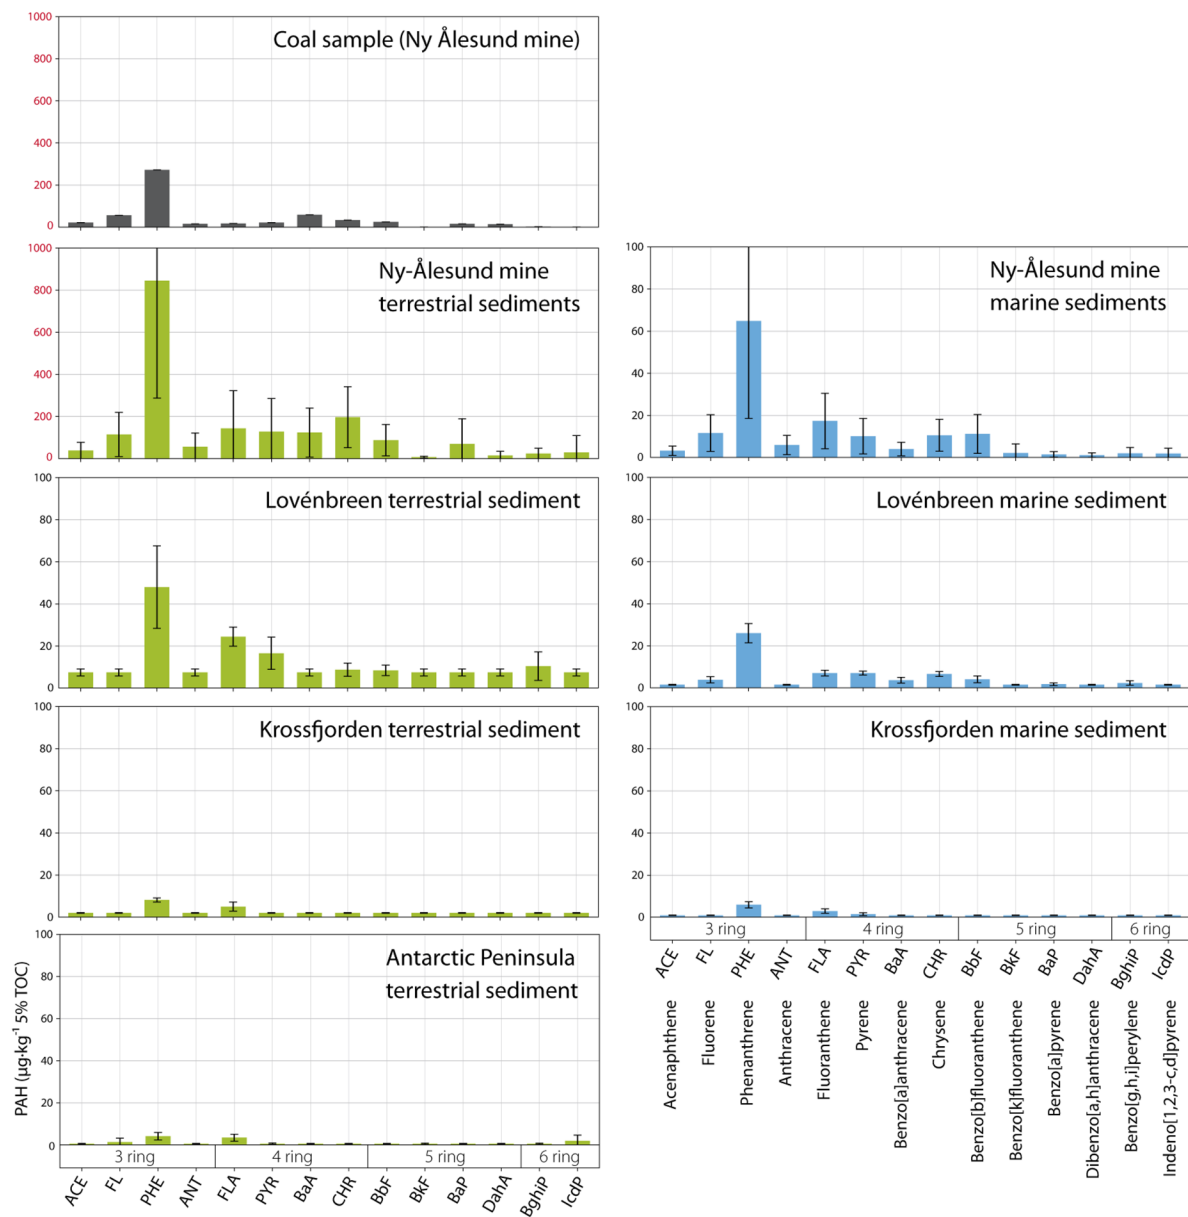 1000
800
600
400
200
0
Coal sample (Ny Ålesund mine)
1000
800
600
400
200
0
Ny-Ålesund mine
terrestrial sediments
100
80
60
40
20
0
Ny-Ålesund mine
marine sediments
100
80
60
40
20
0
Lovénbreen terrestrial sediment
100
80
60
40
20
0
Lovénbreen marine sediment
100
80
60
40
20
0
Krossfjorden terrestrial sediment
100
80
60
40
20
0
Krossfjorden marine sediment
3 ring 4 ring 5 ring 6 ring
ACE FL PHE ANT FLA PYR BaA CHR BbF BkF BaP DahA BghiP IcdP
Acenaphthene
Fluorene
Phenanthrene
Anthracene
Fluoranthene
Pyrene
Benzo[a]anthracene
Chrysene
Benzo[b]fluoranthene
Benzo[k]fluoranthene
Benzo[a]pyrene
Dibenzo[a,h]anthracene
Benzo[g,h,i]perylene
Indeno[1,2,3-c,d]pyrene
PAH (µg·kg⁻¹ 5% TOC)
100
80
60
40
20
0
Antarctic Peninsula
terrestrial sediment
3 ring 4 ring 5 ring 6 ring
ACE FL PHE ANT FLA PYR BaA CHR BbF BkF BaP DahA BghiP IcdP